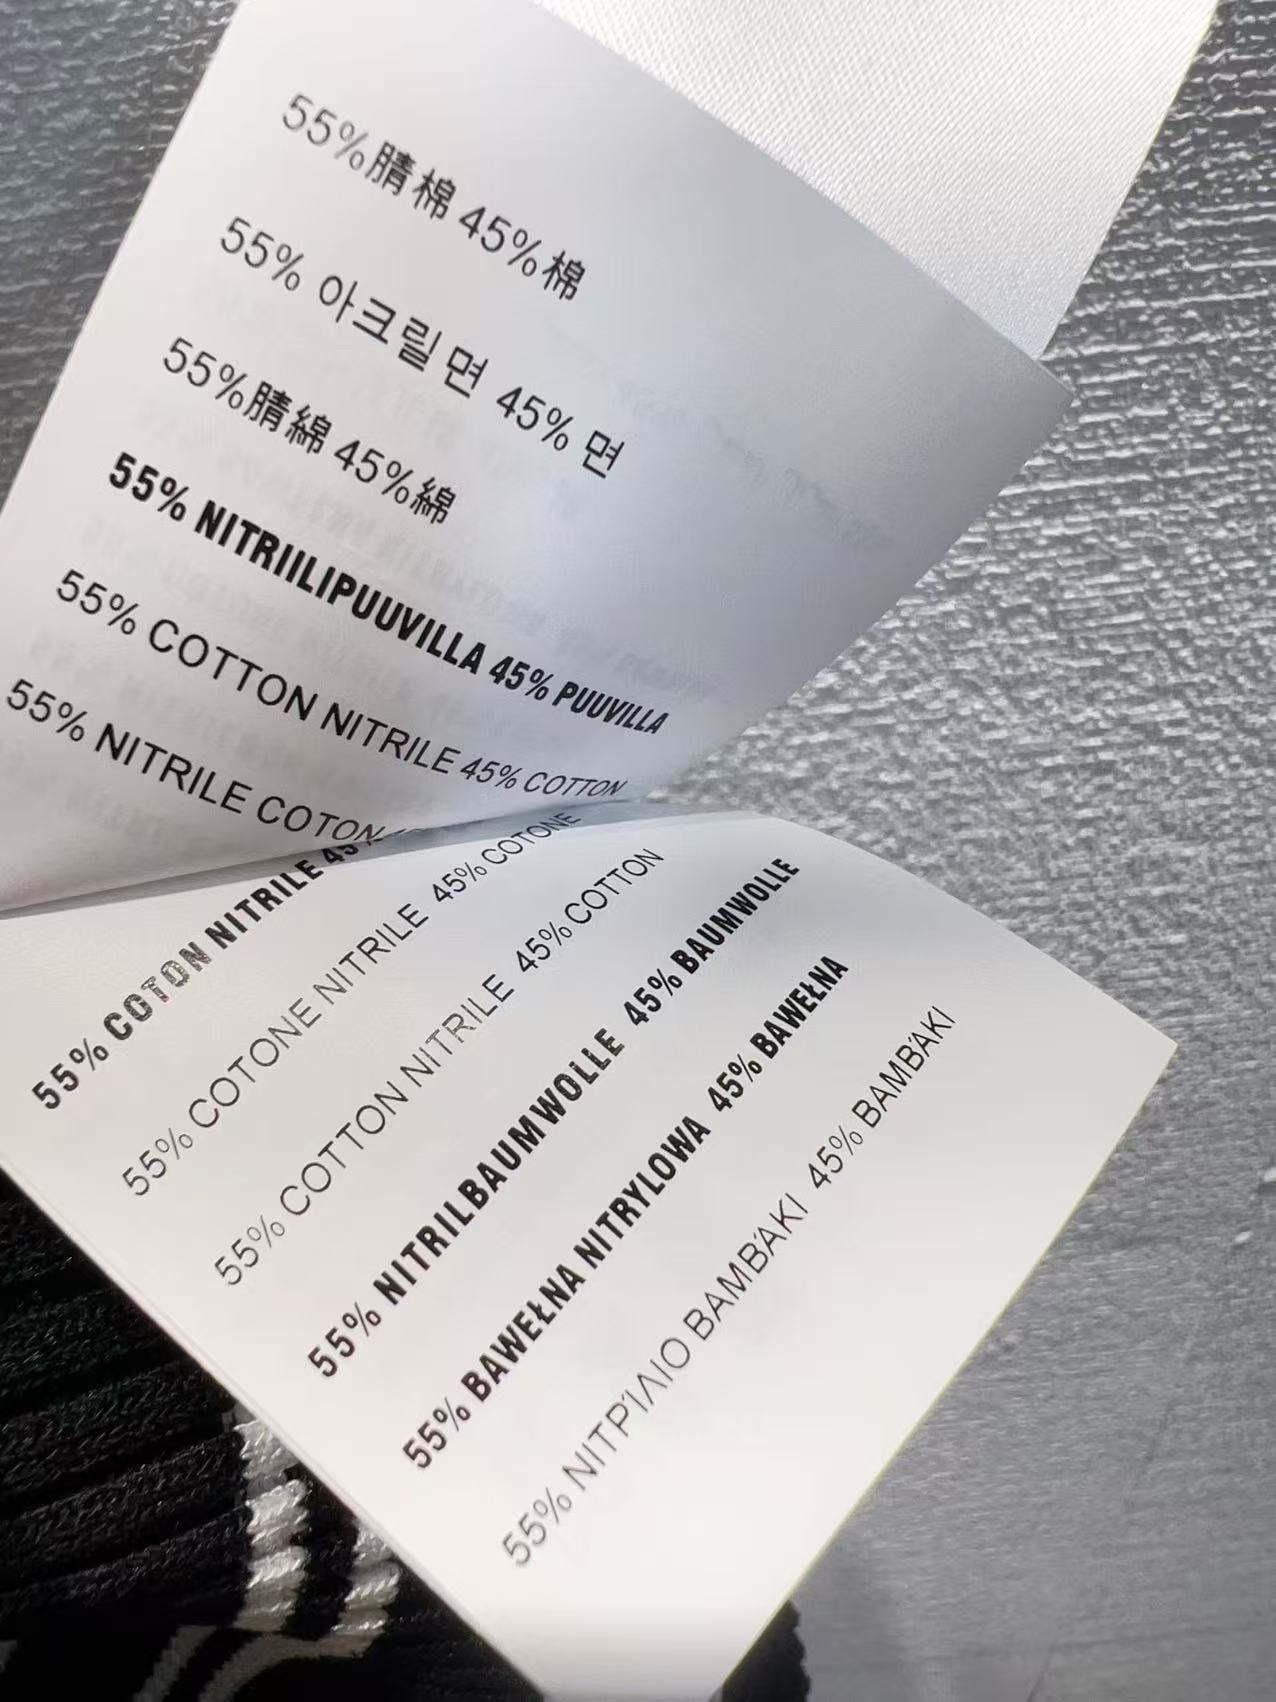 55%腈棉 45%棉
55% 아크릴 면 45% 면
55%腈綿 45%綿
55% NITRIILIPUUVILLA 45% PUUVILLA
55% COTTON NITRILE 45% COTTON
55% NITRILE COTON
55% COTON NITRILE 45%
55% COTONE NITRILE 45% COTONE
55% COTTON NITRILE 45% COTTON
55% NITRILBAUMWOLLE 45% BAUMWOLLE
55% BAWEŁNA NITRYLOWA 45% BAWEŁNA
55% ΝΙΤΡΊΛΙΟ ΒΑΜΒΆΚΙ 45% ΒΑΜΒΆΚΙ